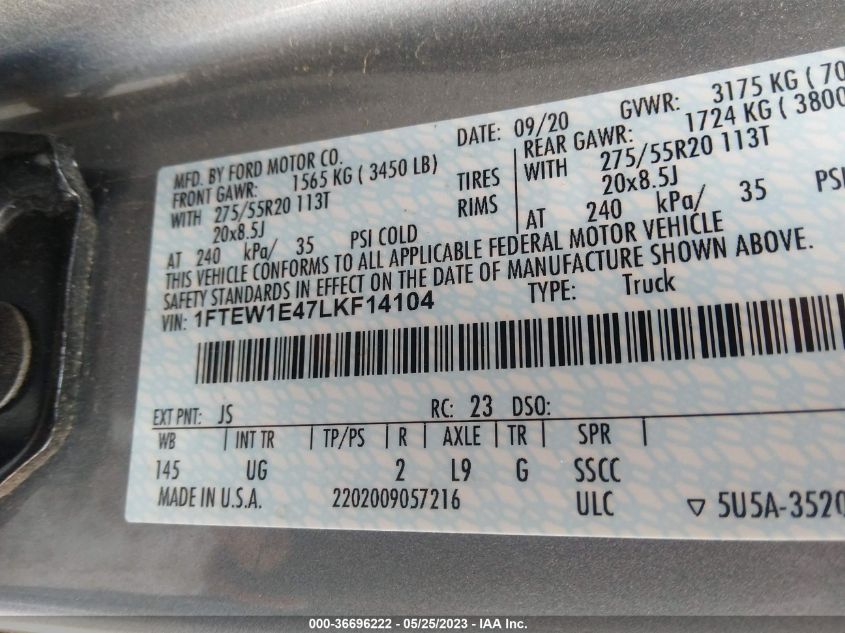 MFD. BY FORD MOTOR CO. DATE: 09/20 GVWR: 3175 KG ( 70
FRONT GAWR: 1565 KG ( 3450 LB) REAR GAWR: 1724 KG ( 3800
WITH 275/55R20 113T TIRES WITH 275/55R20 113T
20x8.5J RIMS 20x8.5J
AT 240 kPa/ 35 PSI COLD AT 240 kPa/ 35 PSI
THIS VEHICLE CONFORMS TO ALL APPLICABLE FEDERAL MOTOR VEHICLE
SAFETY STANDARDS IN EFFECT ON THE DATE OF MANUFACTURE SHOWN ABOVE.
VIN: 1FTEW1E47LKF14104 TYPE: Truck
EXT PNT: JS RC: 23 DSO:
WB INT TR TP/PS R AXLE TR SPR
145 UG 2 L9 G SSCC
MADE IN U.S.A. 2202009057216 ULC ▽ 5U5A-3520
000-36696222 - 05/25/2023 - IAA Inc.